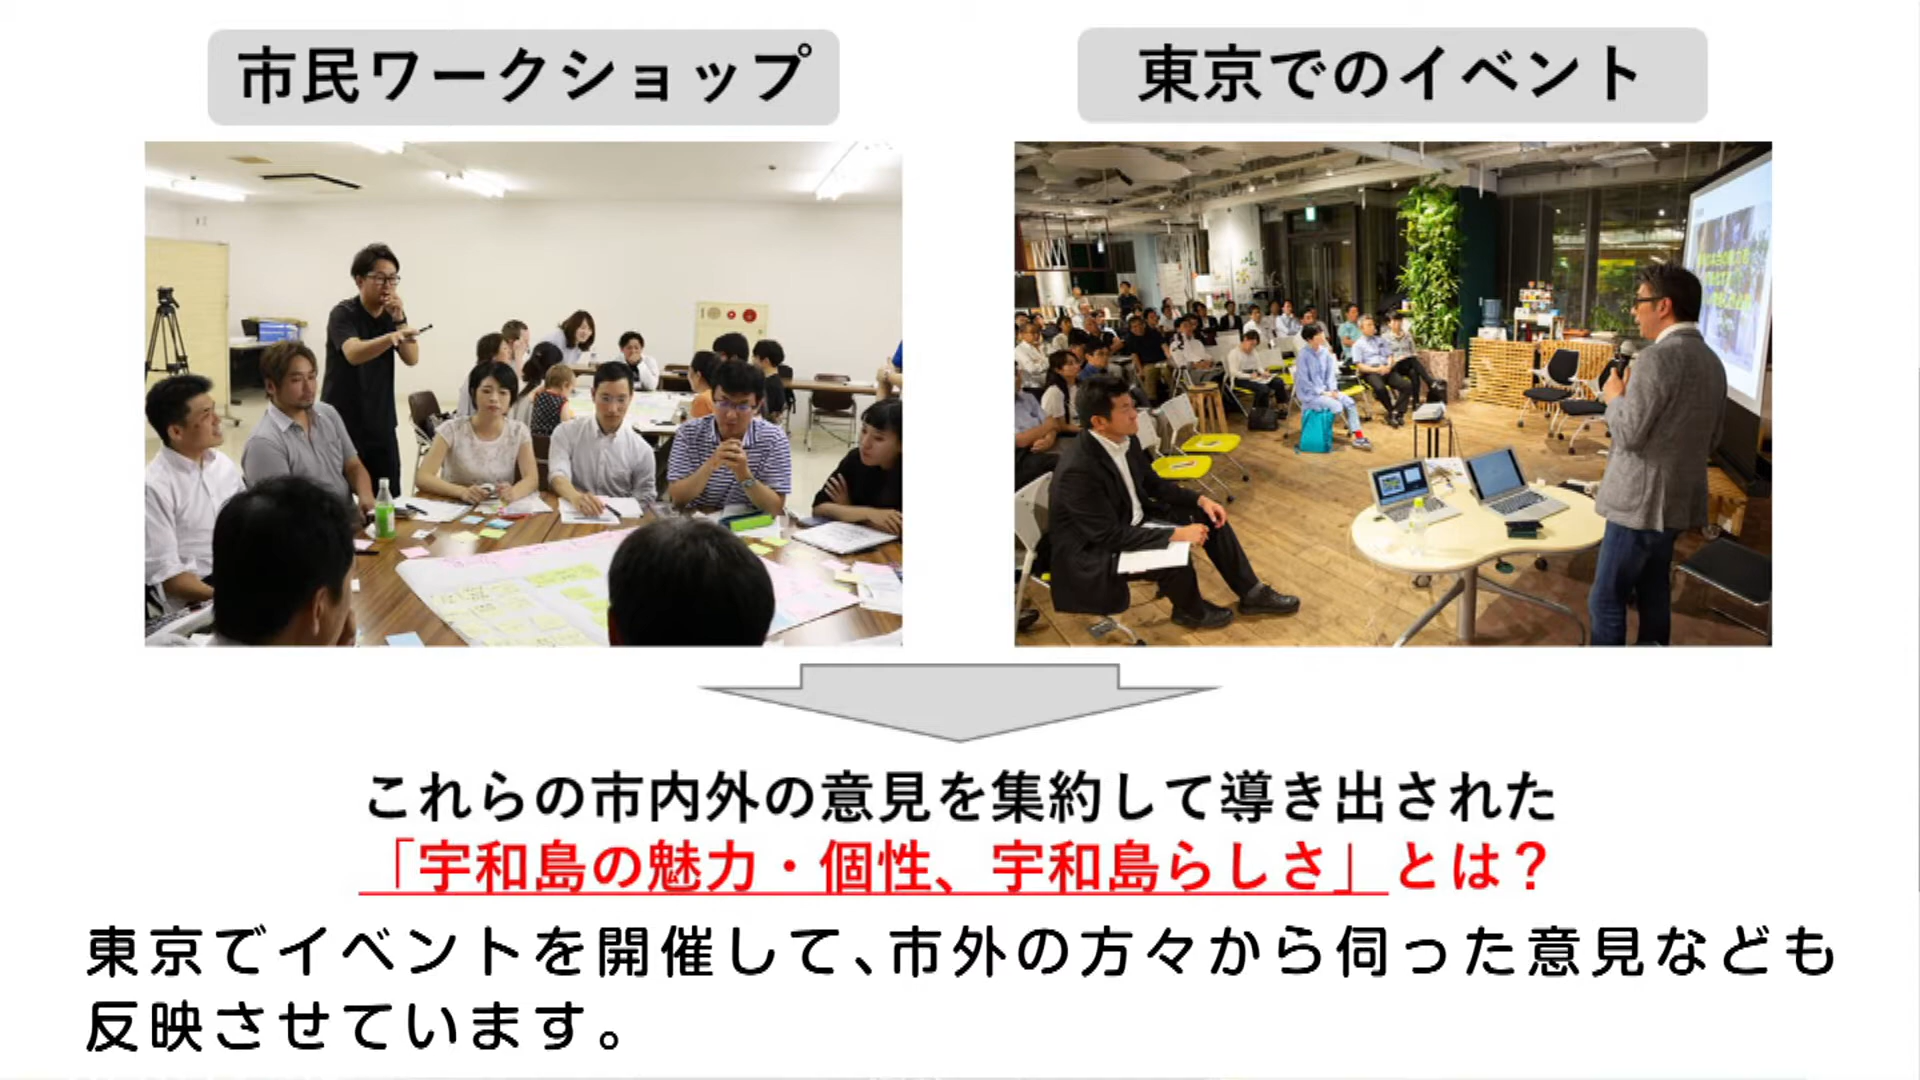 市民ワークショップ
東京でのイベント
これらの市内外の意見を集約して導き出された
「宇和島の魅力・個性、宇和島らしさ」とは？
東京でイベントを開催して、市外の方々から伺った意見なども
反映させています。